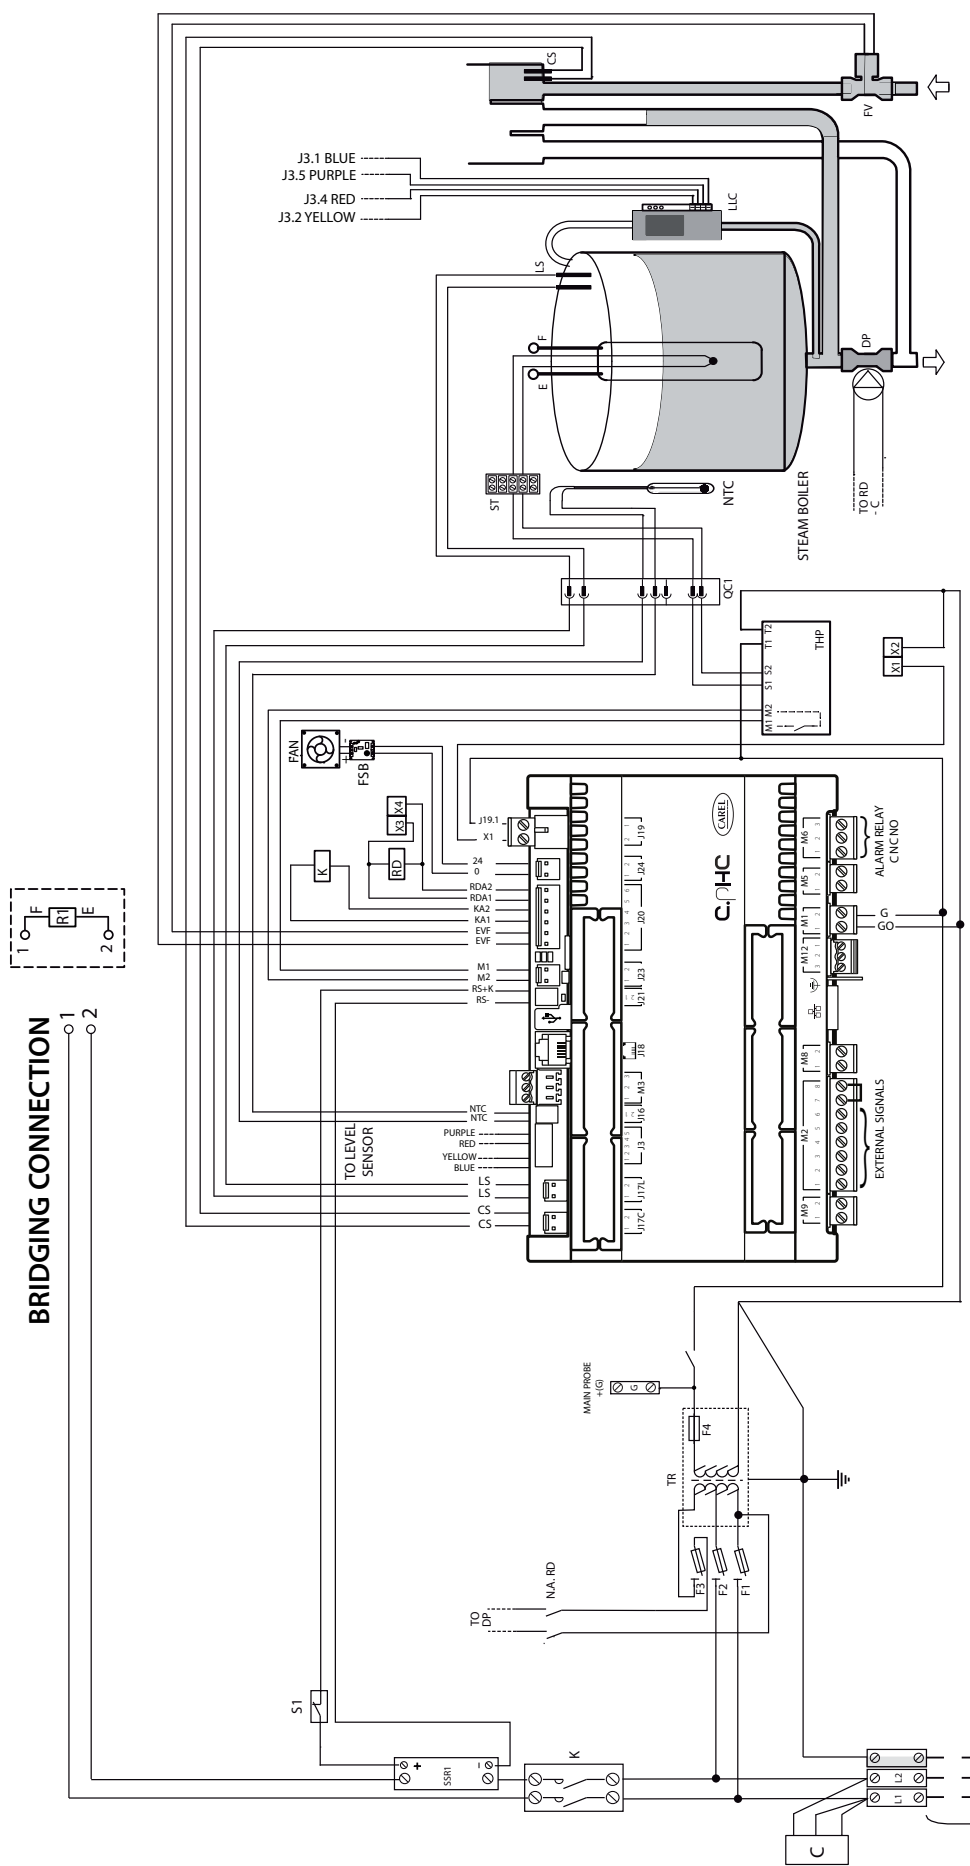 J3.1 BLUE
J3.5 PURPLE
J3.4 RED
J3.2 YELLOW
CS
FV
LLC
LS
F
E
DP
ST
NTC
STEAM BOILER
TO RD
- C
QC1
T1 T2
THP
S1 S2
M1 M2
X1 X2
FAN
+ -
FSB
X3 X4
RD
K
J19.1
X1
24
0
RDA2
RDA1
KA2
KA1
EVF
EVF
M1
M2
RS+K
RS-
NTC
NTC
PURPLE
RED
YELLOW
BLUE
LS
LS
CS
CS
TO LEVEL
SENSOR
J19
J24
J20
J23
J21
J18
M3
J16
J3
J17L
J17C
CAREL
M6
M5
M1
M12
M8
M2
M9
ALARM RELAY
C NC NO
G
GO
EXTERNAL SIGNALS
BRIDGING CONNECTION
1
2
1 F
R1
2 E
MAIN PROBE
+(G)
G
F4
TR
F3
F2
F1
N.A. RD
TO
DP
S1
+ -
SSR1
K
L2
L1
C